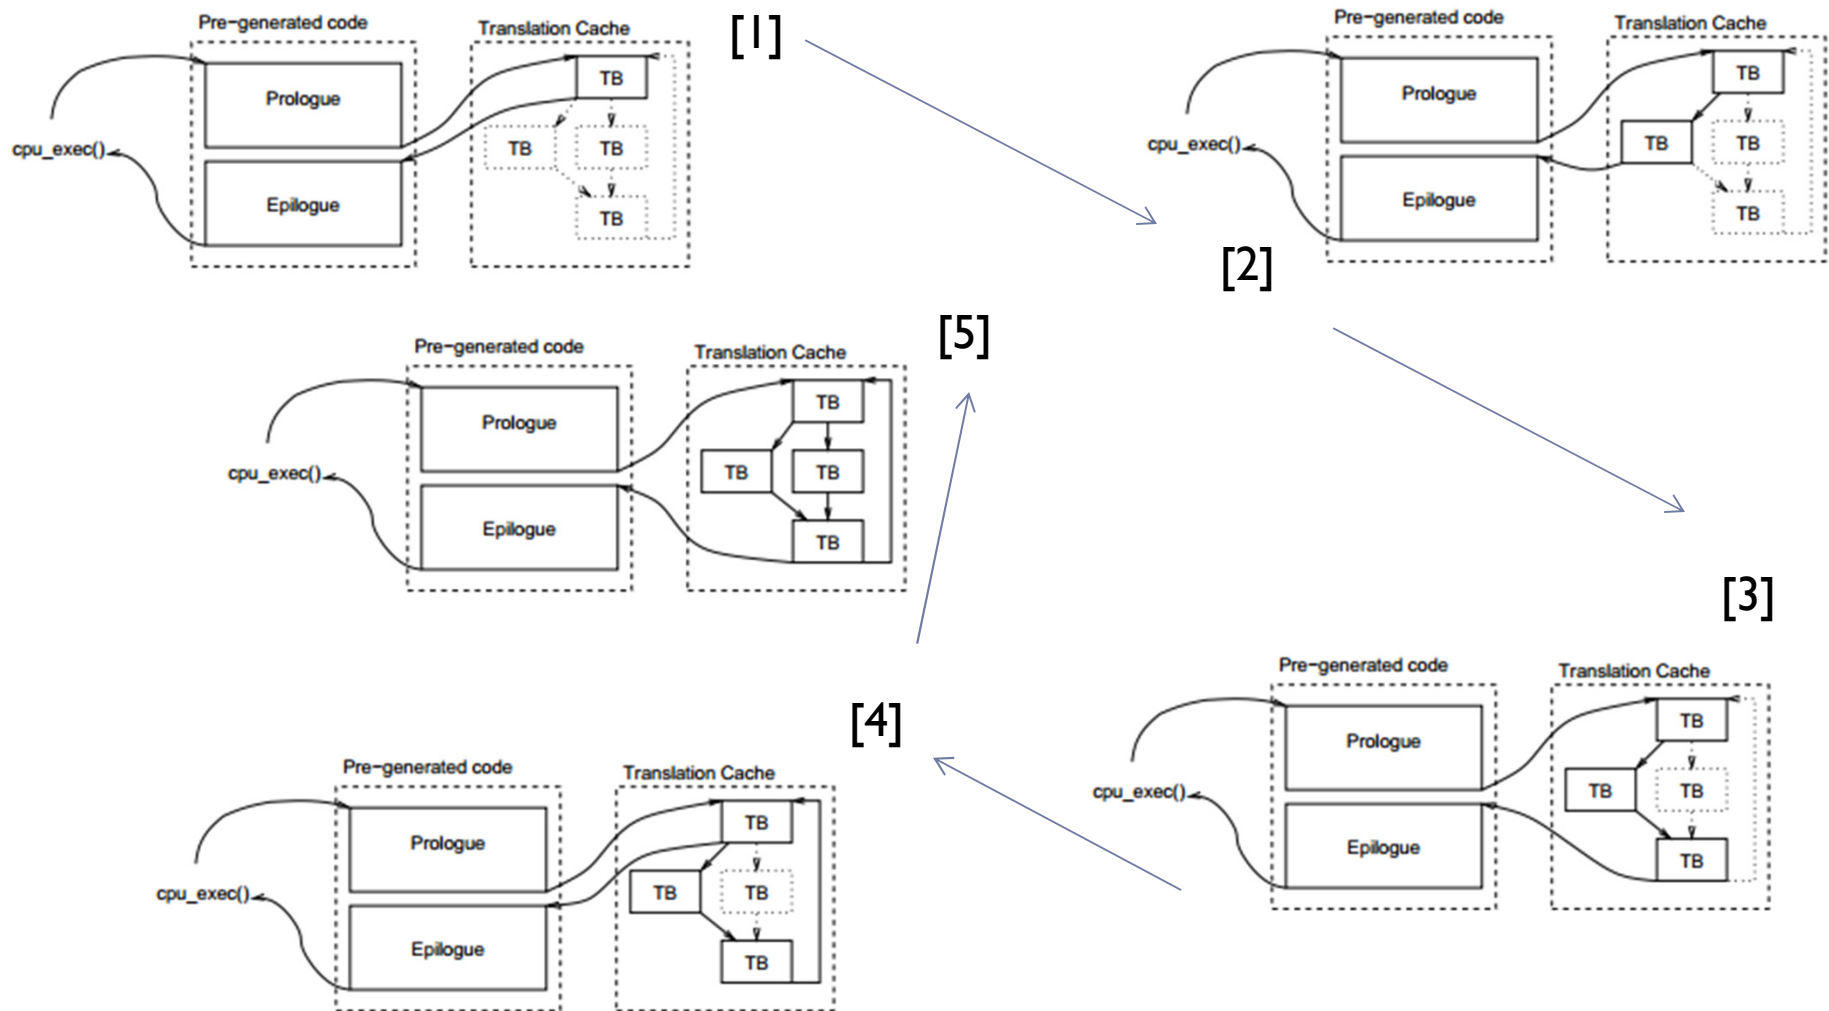 Pre-generated code
Translation Cache
[1]
Prologue
TB
cpu_exec()
TB
TB
Epilogue
TB
Pre-generated code
Translation Cache
Prologue
TB
cpu_exec()
TB
TB
Epilogue
TB
[2]
Pre-generated code
Translation Cache
[5]
Prologue
TB
cpu_exec()
TB
TB
Epilogue
TB
[3]
Pre-generated code
Translation Cache
Prologue
TB
cpu_exec()
TB
TB
Epilogue
TB
[4]
Pre-generated code
Translation Cache
Prologue
TB
cpu_exec()
TB
TB
Epilogue
TB